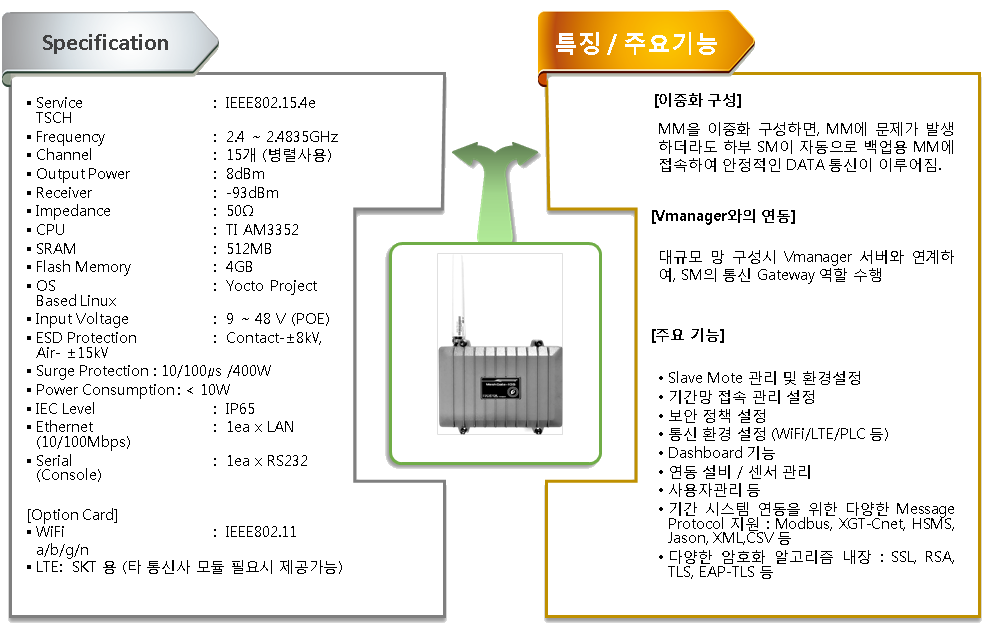 Specification
▪ Service : IEEE802.15.4e
TSCH
▪ Frequency : 2.4 ~ 2.4835GHz
▪ Channel : 15개 (병렬사용)
▪ Output Power : 8dBm
▪ Receiver : -93dBm
▪ Impedance : 50Ω
▪ CPU : TI AM3352
▪ SRAM : 512MB
▪ Flash Memory : 4GB
▪ OS : Yocto Project
Based Linux
▪ Input Voltage : 9 ~ 48 V (POE)
▪ ESD Protection : Contact-±8kV,
Air- ±15kV
▪ Surge Protection : 10/100㎲ /400W
▪ Power Consumption : < 10W
▪ IEC Level : IP65
▪ Ethernet : 1ea x LAN
(10/100Mbps)
▪ Serial : 1ea x RS232
(Console)
[Option Card]
▪ WiFi : IEEE802.11
a/b/g/n
▪ LTE: SKT 용 (타 통신사 모듈 필요시 제공가능)
특징 / 주요기능
[이중화 구성]
MM을 이중화 구성하면, MM에 문제가 발생
하더라도 하부 SM이 자동으로 백업용 MM에
접속하여 안정적인 DATA 통신이 이루어짐.
[Vmanager와의 연동]
대규모 망 구성시 Vmanager 서버와 연계하
여, SM의 통신 Gateway 역할 수행
[주요 기능]
• Slave Mote 관리 및 환경설정
• 기간망 접속 관리 설정
• 보안 정책 설정
• 통신 환경 설정 (WiFi/LTE/PLC 등)
• Dashboard 기능
• 연동 설비 / 센서 관리
• 사용자관리 등
• 기간 시스템 연동을 위한 다양한 Message
Protocol 지원 : Modbus, XGT-Cnet, HSMS,
Jason, XML,CSV 등
• 다양한 암호화 알고리즘 내장 : SSL, RSA,
TLS, EAP-TLS 등